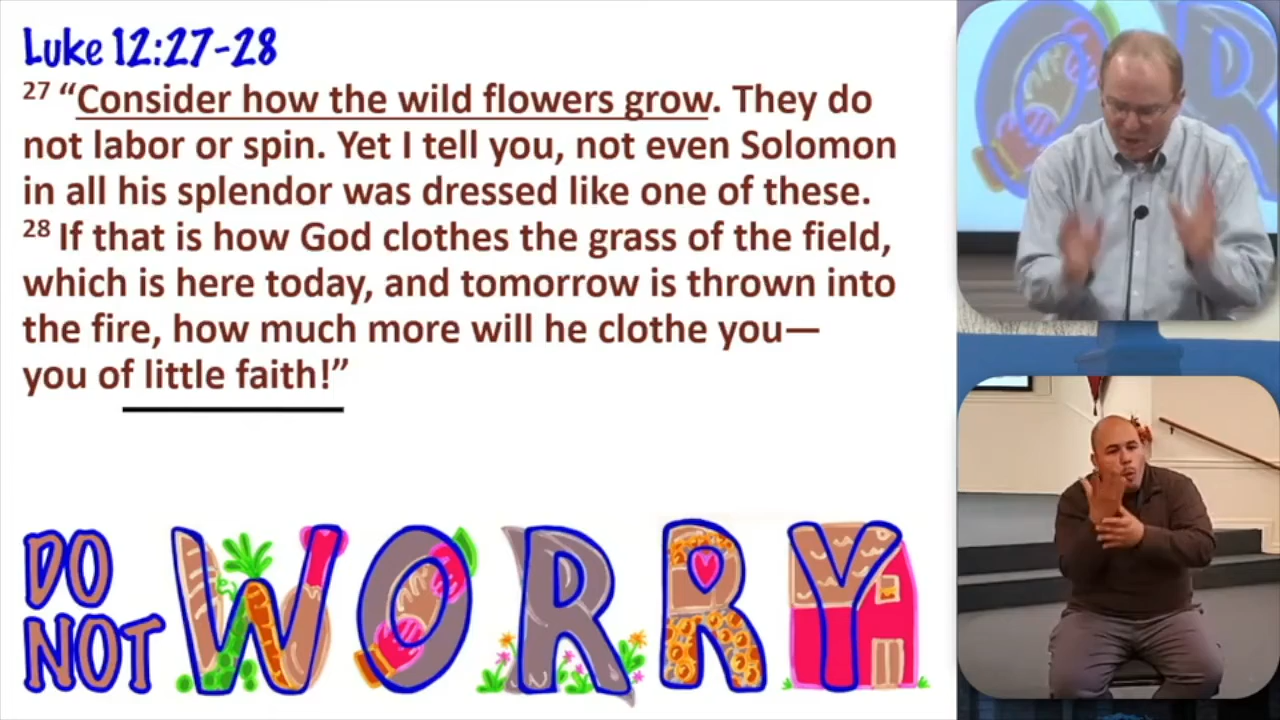 Luke 12:27-28
27 “Consider how the wild flowers grow. They do
not labor or spin. Yet I tell you, not even Solomon
in all his splendor was dressed like one of these.
28 If that is how God clothes the grass of the field,
which is here today, and tomorrow is thrown into
the fire, how much more will he clothe you—
you of little faith!”
DO
NOT
WORRY
OR